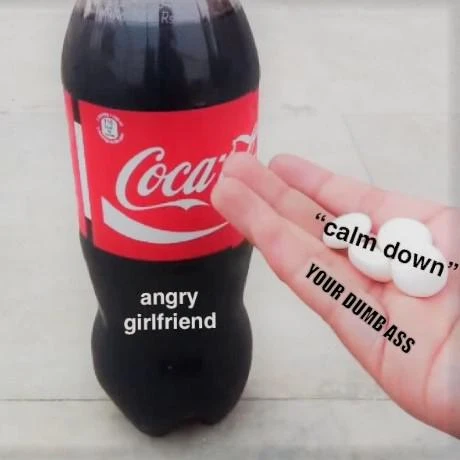 Coca
angry
girlfriend
“calm down”
YOUR DUMB ASS